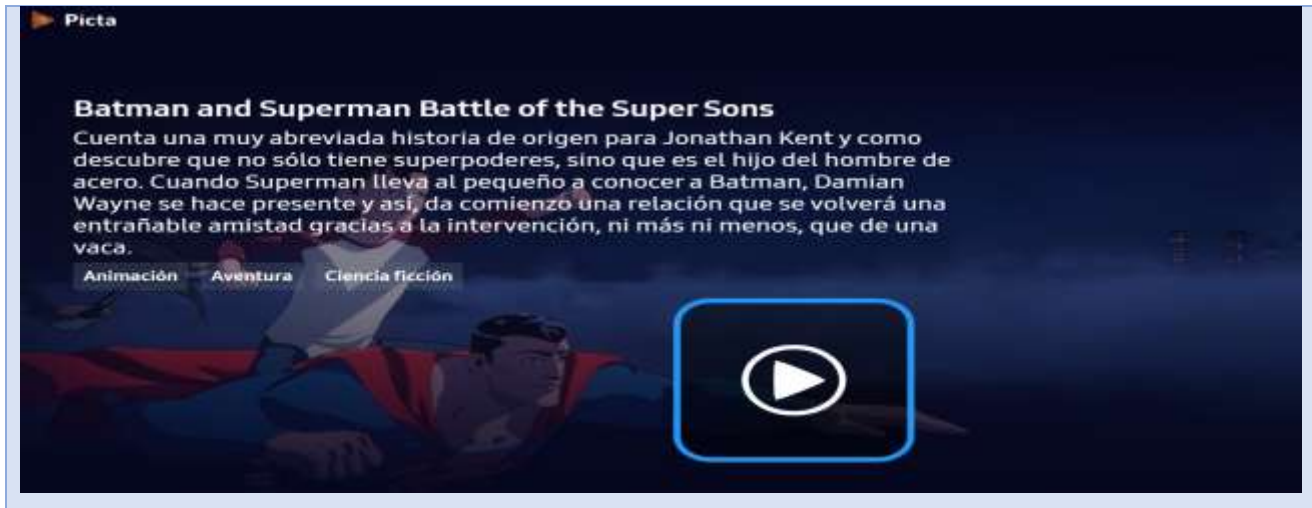 Picta
Batman and Superman Battle of the Super Sons
Cuenta una muy abreviada historia de origen para Jonathan Kent y como
descubre que no sólo tiene superpoderes, sino que es el hijo del hombre de
acero. Cuando Superman lleva al pequeño a conocer a Batman, Damian
Wayne se hace presente y así, da comienzo una relación que se volverá una
entrañable amistad gracias a la intervención, ni más ni menos, que de una
vaca.
Animación Aventura Ciencia ficción